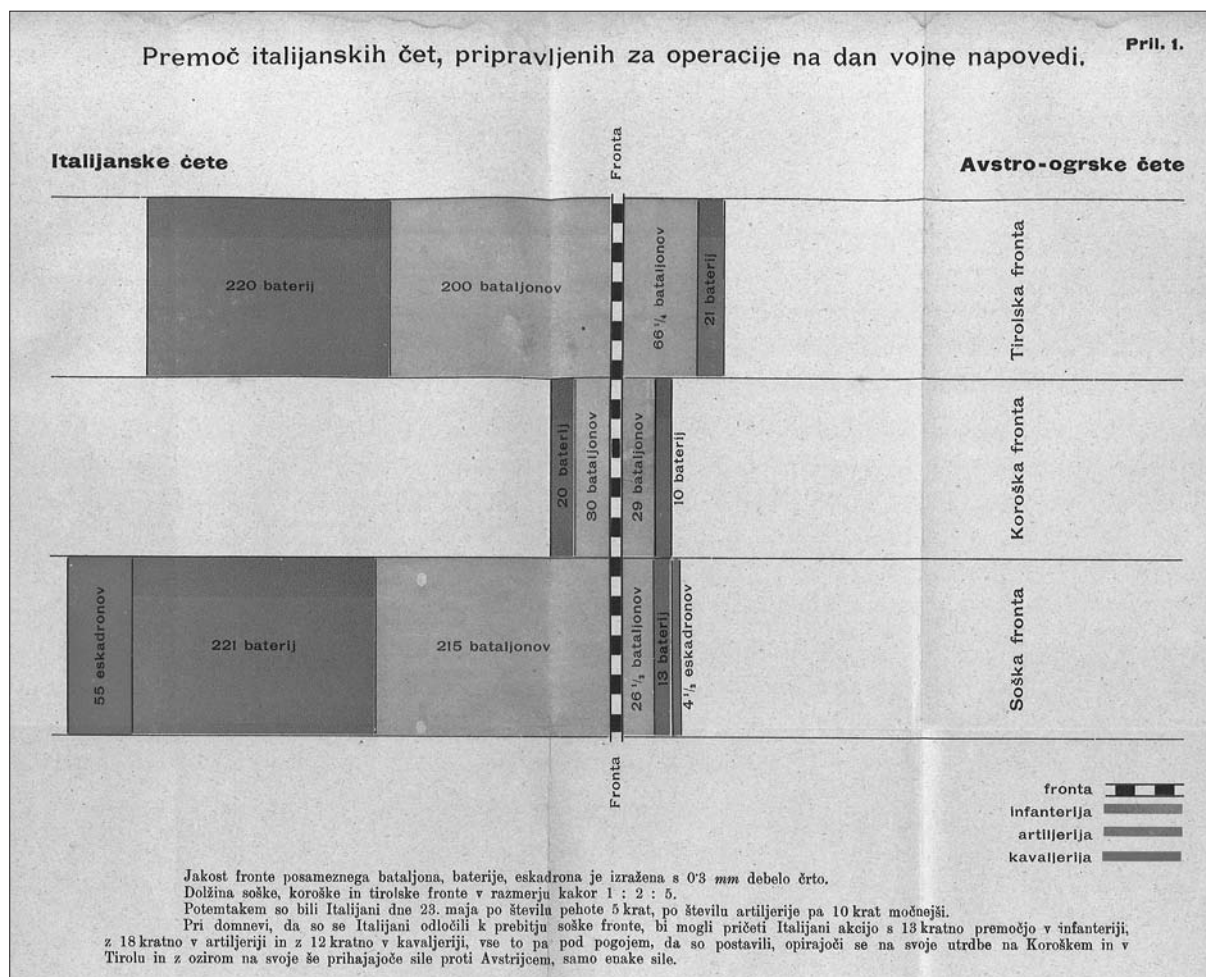 Pril. 1.
Premoč italijanskih čet, pripravljenih za operacije na dan vojne napovedi.
Italijanske čete
Fronta
Avstro-ogrske čete
220 baterij
200 bataljonov
66 1/4 bataljonov
21 baterij
Tirolska fronta
20 baterij
30 bataljonov
29 bataljonov
10 baterij
Koroška fronta
55 eskadronov
221 baterij
215 bataljonov
26 1/2 bataljonov
13 baterij
4 1/2 eskadronov
Soška fronta
Fronta
fronta
infanterija
artiljerija
kavaljerija
Jakost fronte posameznega bataljona, baterije, eskadrona je izražena s 0·3 mm debelo črto.
Dolžina soške, koroške in tirolske fronte v razmerju kakor 1 : 2 : 5.
Potemtakem so bili Italijani dne 23. maja po številu pehote 5 krat, po številu artiljerije pa 10 krat močnejši.
Pri domnevi, da so se Italijani odločili k prebitju soške fronte, bi mogli pričeti Italijani akcijo s 13 kratno premočjo v infanteriji,
z 18 kratno v artiljeriji in z 12 kratno v kavaljeriji, vse to pa pod pogojem, da so postavili, opirajoči se na svoje utrdbe na Koroškem in v
Tirolu in z ozirom na svoje še prihajajoče sile proti Avstrijcem, samo enake sile.